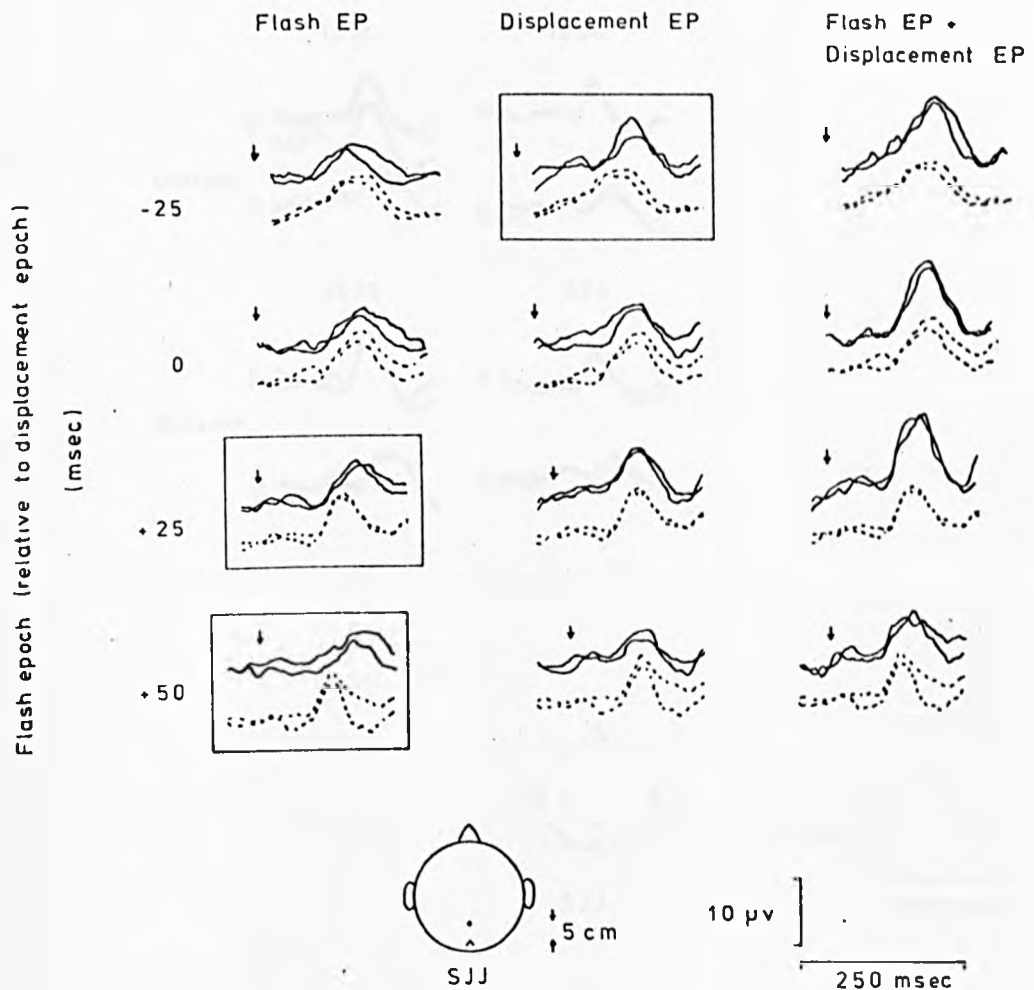 Flash EP
Displacement EP
Flash EP +
Displacement EP
Flash epoch (relative to displacement epoch)
(msec)
-25
0
+25
+50
5 cm
SJJ
10 µv
250 msec